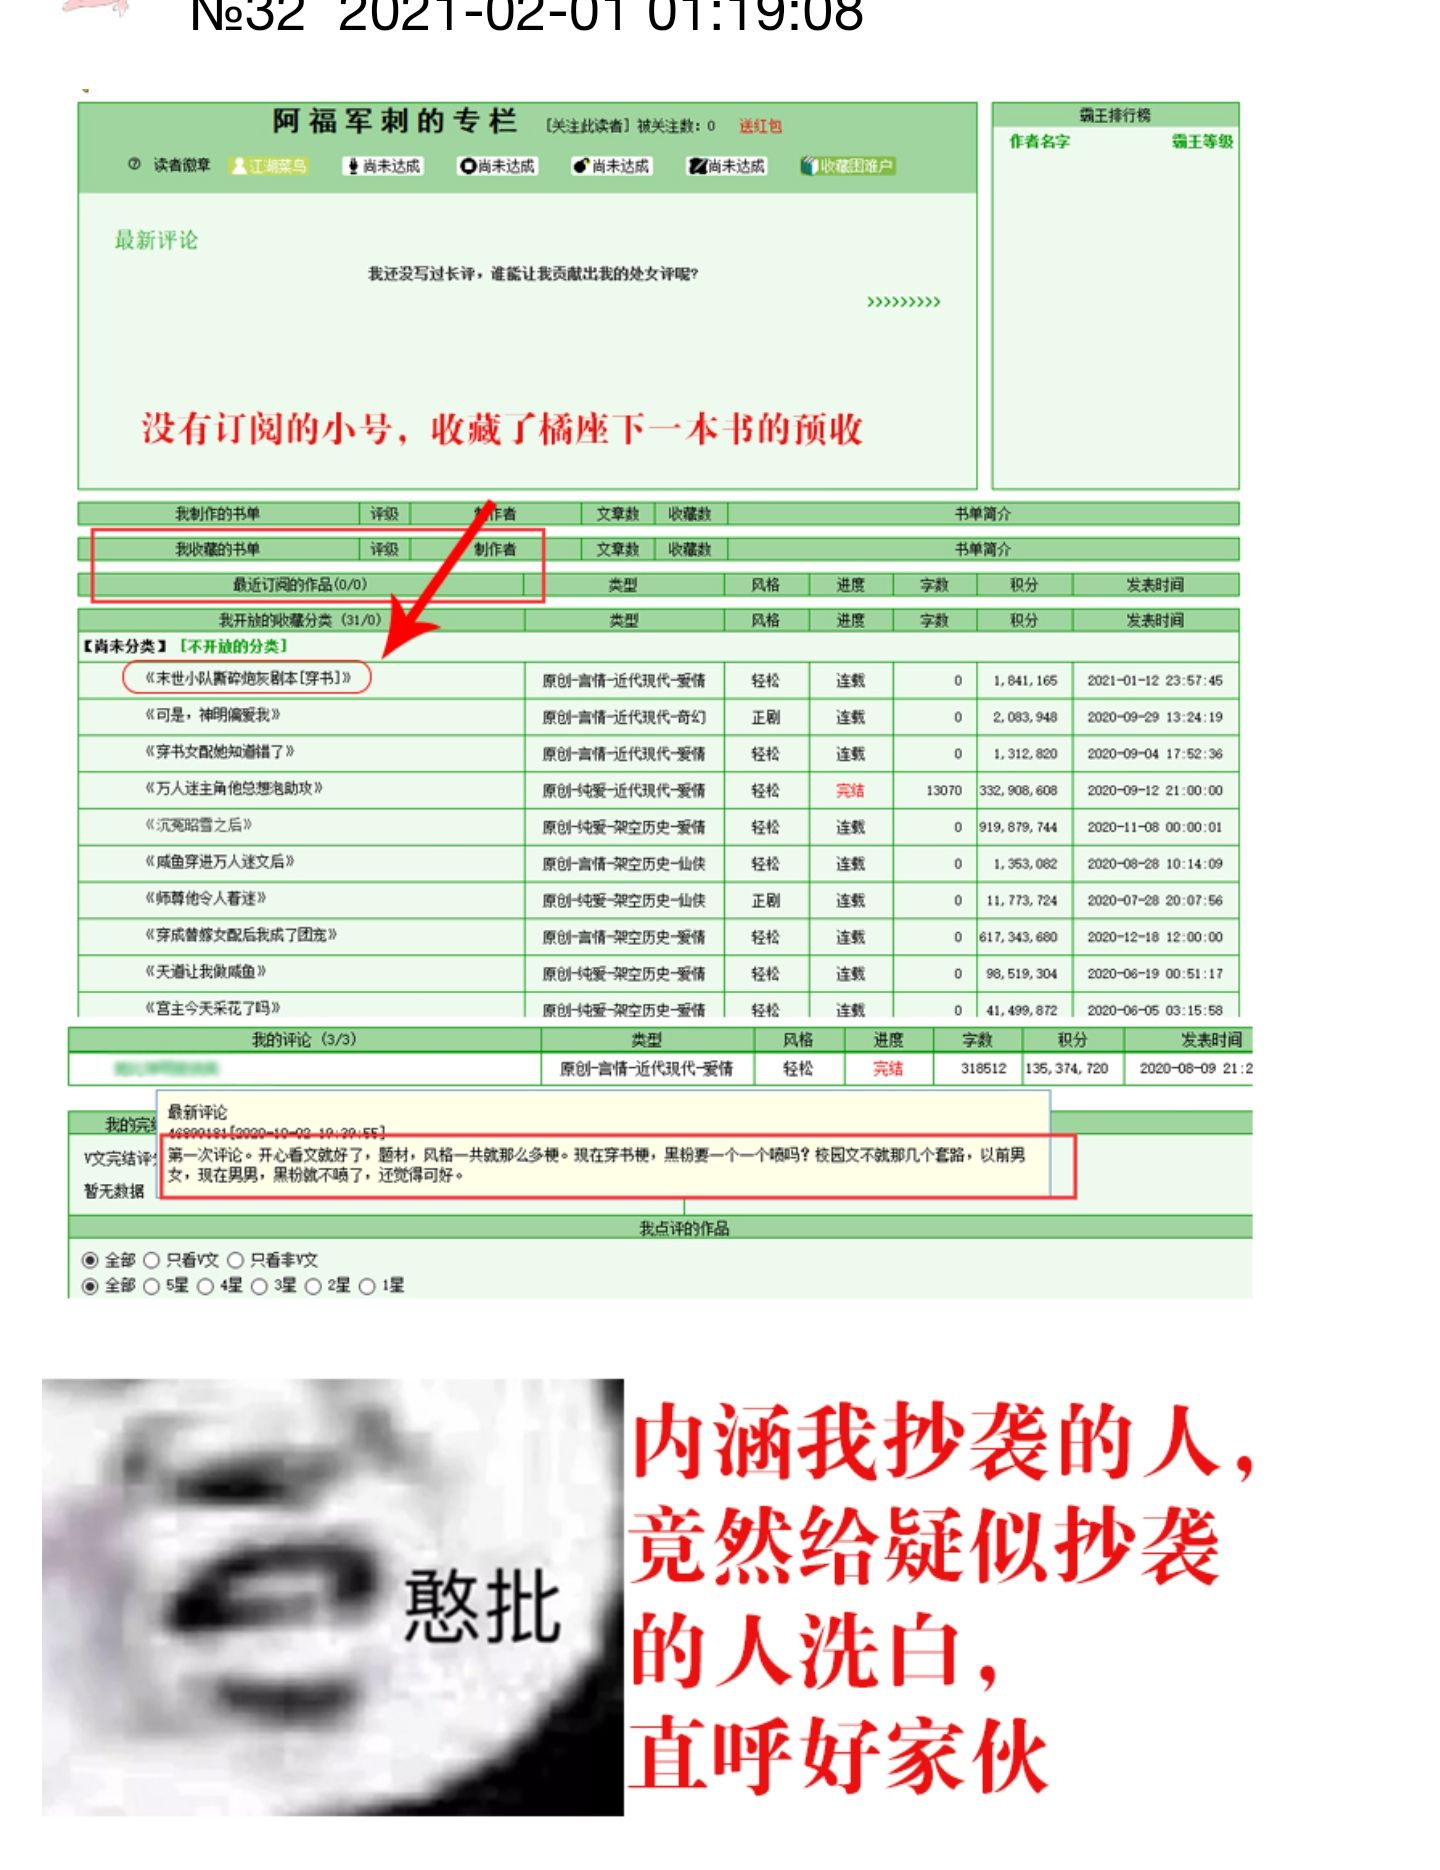 №32 2021-02-01 01:19:08
阿福军刺的专栏 [关注此读者] 被关注数：0 送红包
霸王排行榜
作者名字 霸王等级
读者徽章 江湖菜鸟 尚未达成 尚未达成 尚未达成 尚未达成 收藏困难户
最新评论
我还没写过长评，谁能让我贡献出我的处女评呢？
>>>>>>>>>
没有订阅的小号，收藏了橘座下一本书的预收
我制作的书单 评级 制作者 文章数 收藏数 书单简介
我收藏的书单 评级 制作者 文章数 收藏数 书单简介
最近订阅的作品(0/0) 类型 风格 进度 字数 积分 发表时间
我开放的收藏分类（31/0） 类型 风格 进度 字数 积分 发表时间
【尚未分类】 [不开放的分类]
《末世小队撕碎炮灰剧本[穿书]》 原创-言情-近代现代-爱情 轻松 连载 0 1,841,165 2021-01-12 23:57:45
《可是，神明偏爱我》 原创-言情-近代现代-奇幻 正剧 连载 0 2,083,948 2020-09-29 13:24:19
《穿书女配她知道错了》 原创-言情-近代现代-爱情 轻松 连载 0 1,312,820 2020-09-04 17:52:36
《万人迷主角他总想泡助攻》 原创-纯爱-近代现代-爱情 轻松 完结 13070 332,908,608 2020-09-12 21:00:00
《沉冤昭雪之后》 原创-纯爱-架空历史-爱情 轻松 连载 0 919,879,744 2020-11-08 00:00:01
《咸鱼穿进万人迷文后》 原创-言情-架空历史-仙侠 轻松 连载 0 1,353,082 2020-08-28 10:14:09
《师尊他令人着迷》 原创-纯爱-架空历史-仙侠 正剧 连载 0 11,773,724 2020-07-28 20:07:56
《穿成替嫁女配后我成了团宠》 原创-言情-架空历史-爱情 轻松 连载 0 617,343,680 2020-12-18 12:00:00
《天道让我做咸鱼》 原创-纯爱-架空历史-爱情 轻松 连载 0 98,519,304 2020-06-19 00:51:17
《宫主今天采花了吗》 原创-纯爱-架空历史-爱情 轻松 连载 0 41,499,872 2020-06-05 03:15:58
我的评论（3/3） 类型 风格 进度 字数 积分 发表时间
原创-言情-近代现代-爱情 轻松 完结 318512 135,374,720 2020-08-09 21:2
最新评论
我的完
46899181[2020-10-02 19:39:55]
V文完结评
第一次评论。开心看文就好了，题材，风格一共就那么多梗。现在穿书梗，黑粉要一个一个喷吗？校园文不就那几个套路，以前男
女，现在男男，黑粉就不喷了，还觉得可好。
暂无数据
我点评的作品
全部 只看V文 只看非V文
全部 5星 4星 3星 2星 1星
内涵我抄袭的人，
竟然给疑似抄袭
的人洗白，
直呼好家伙
憨批